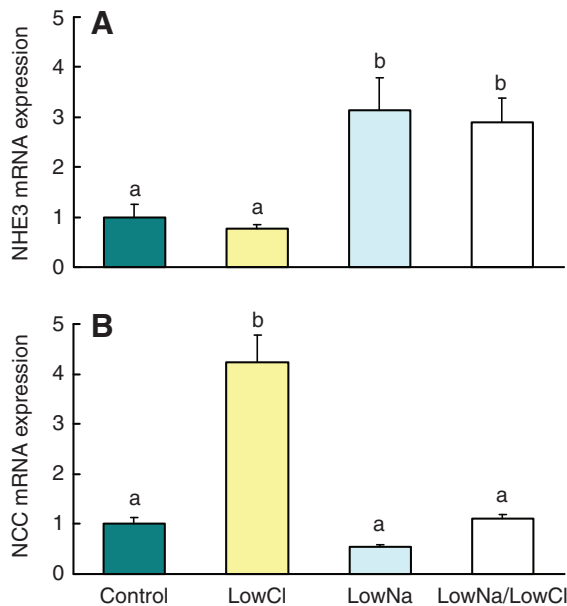 A
NHE3 mRNA expression
5
4
3
2
1
0
a
a
b
b
B
NCC mRNA expression
5
4
3
2
1
0
a
b
a
a
Control LowCl LowNa LowNa/LowCl